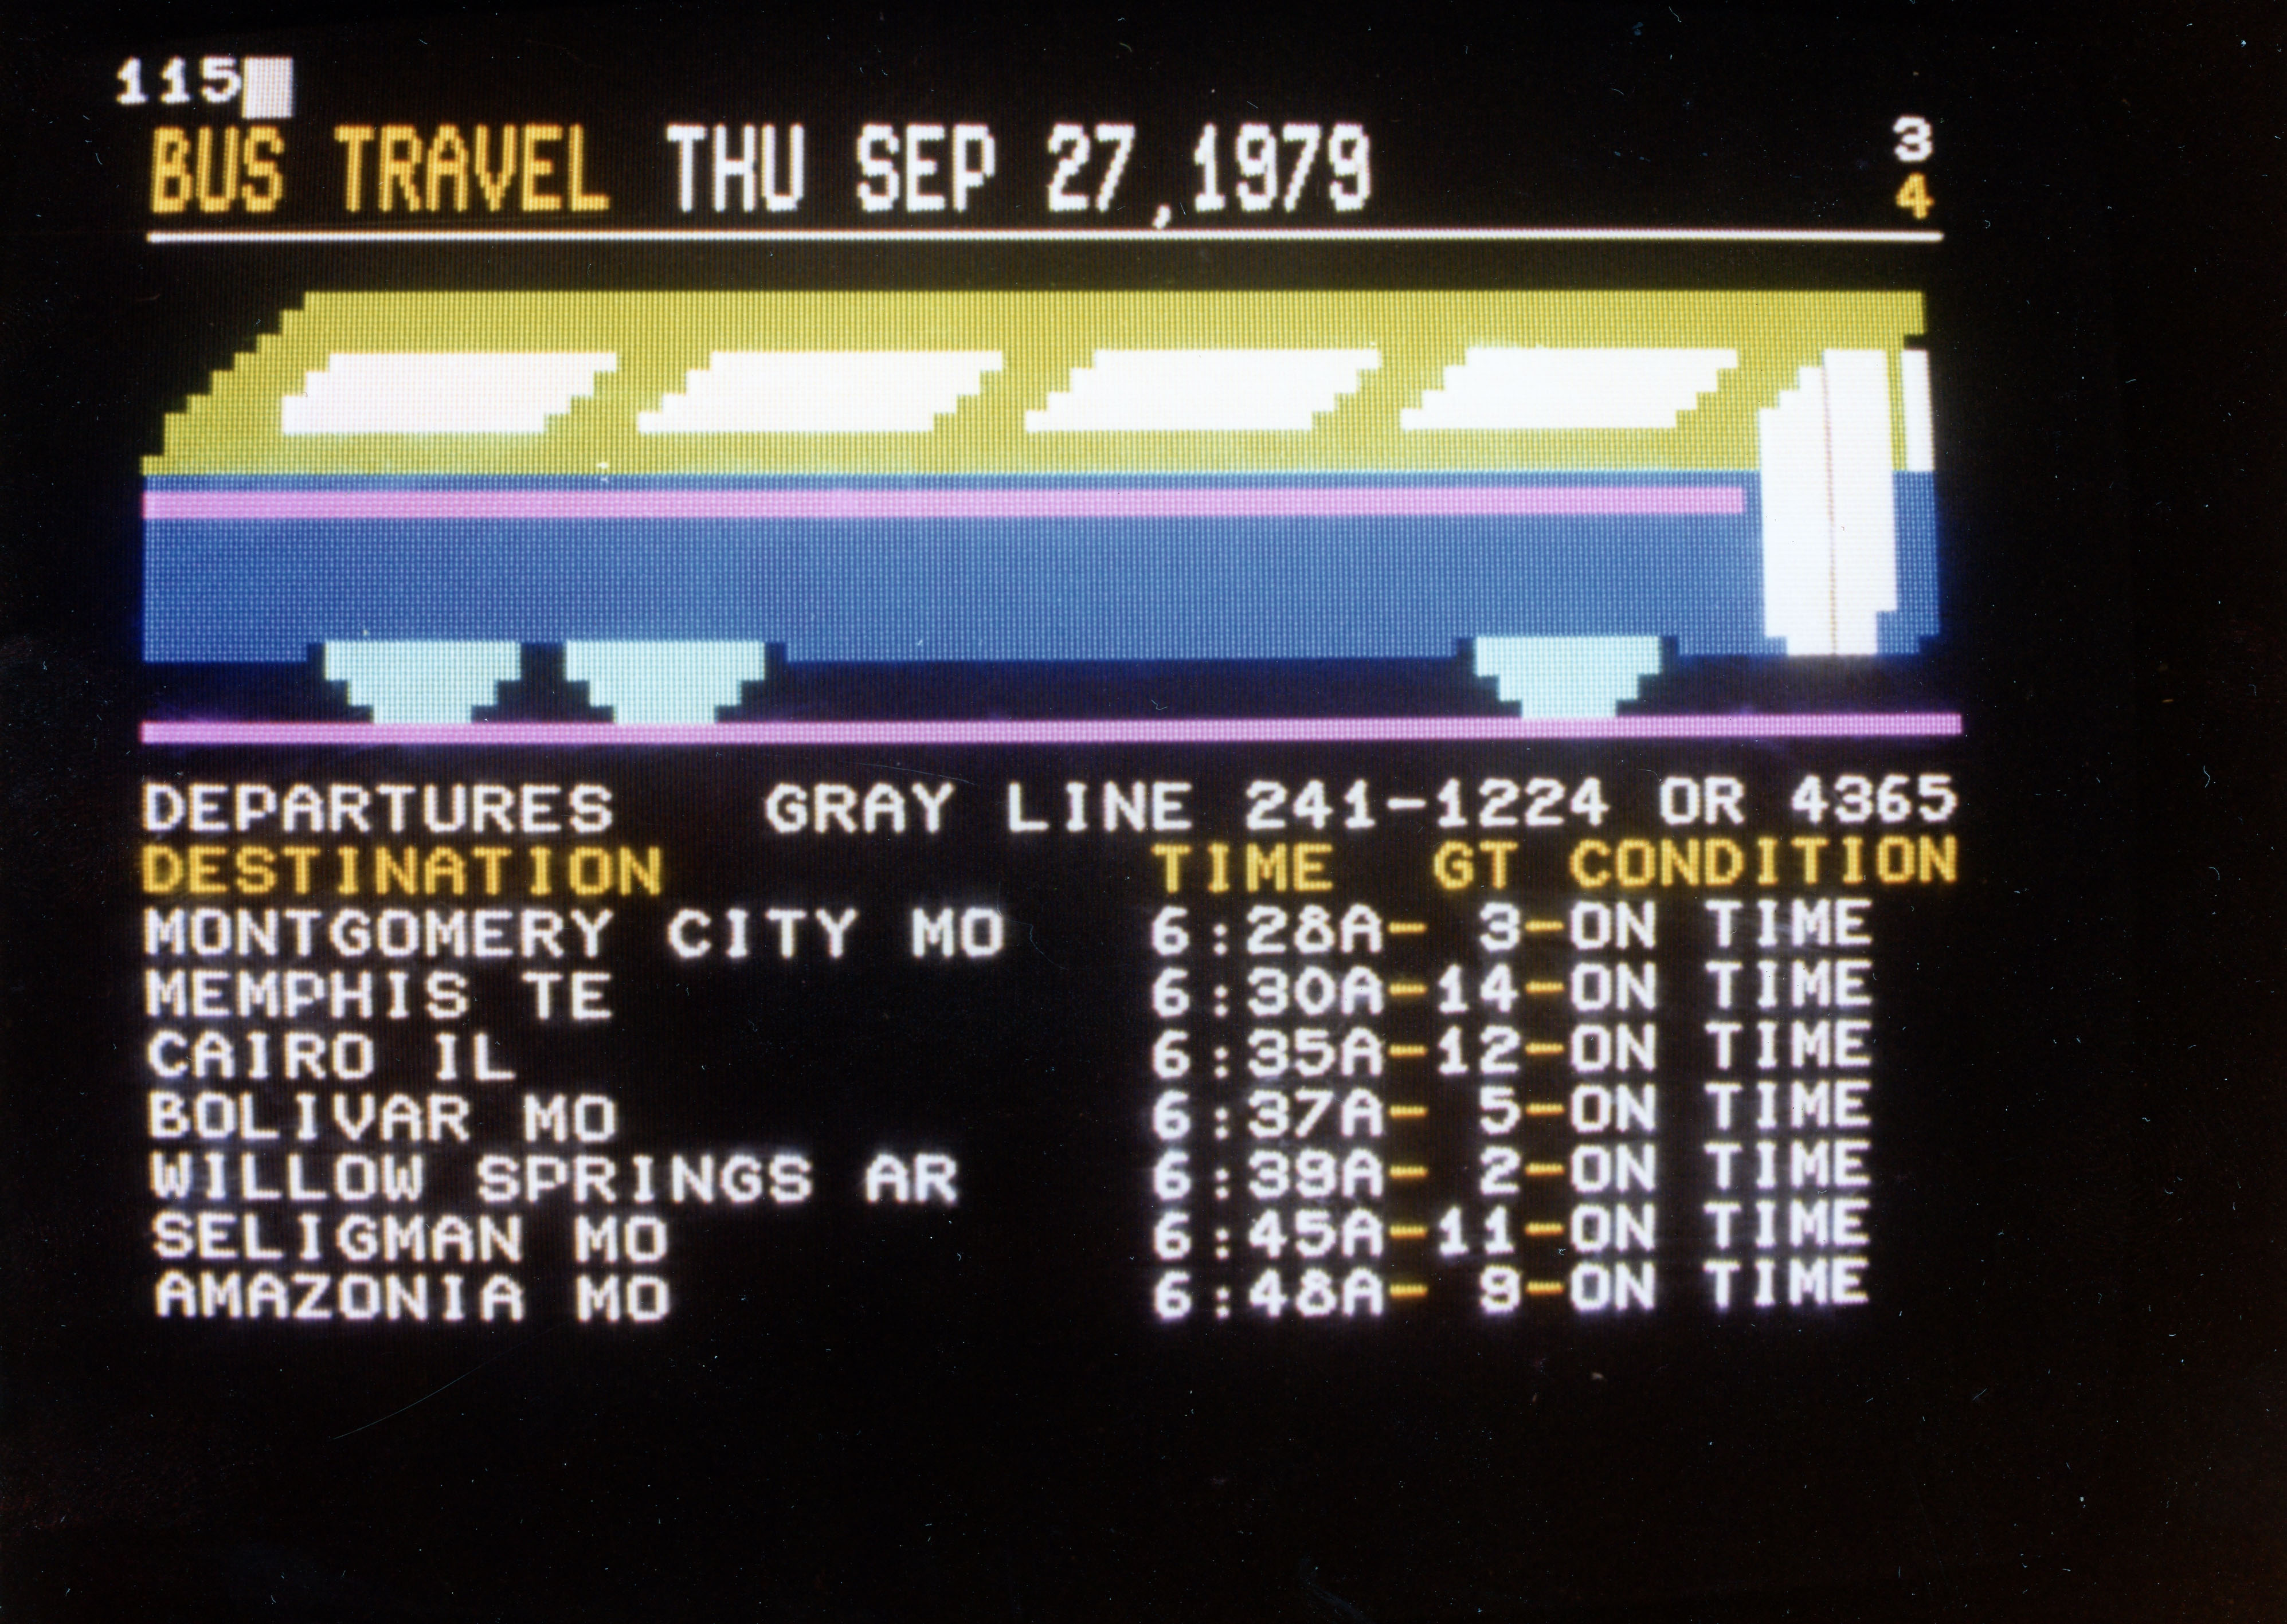 115
BUS TRAVEL THU SEP 27,1979
3
4
DEPARTURES GRAY LINE 241-1224 OR 4365
DESTINATION TIME GT CONDITION
MONTGOMERY CITY MO 6:28A- 3-ON TIME
MEMPHIS TE 6:30A-14-ON TIME
CAIRO IL 6:35A-12-ON TIME
BOLIVAR MO 6:37A- 5-ON TIME
WILLOW SPRINGS AR 6:39A- 2-ON TIME
SELIGMAN MO 6:45A-11-ON TIME
AMAZONIA MO 6:48A- 9-ON TIME